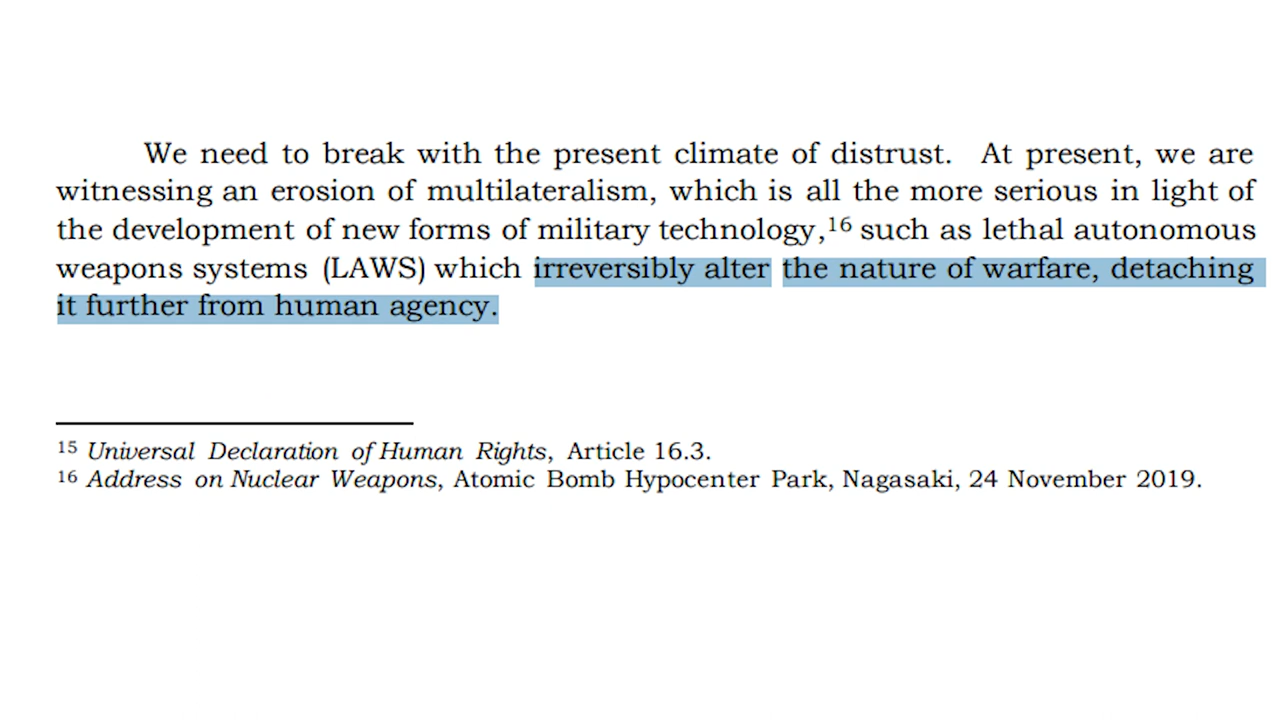 We need to break with the present climate of distrust. At present, we are
witnessing an erosion of multilateralism, which is all the more serious in light of
the development of new forms of military technology,16 such as lethal autonomous
weapons systems (LAWS) which irreversibly alter the nature of warfare, detaching
it further from human agency.
15 Universal Declaration of Human Rights, Article 16.3.
16 Address on Nuclear Weapons, Atomic Bomb Hypocenter Park, Nagasaki, 24 November 2019.